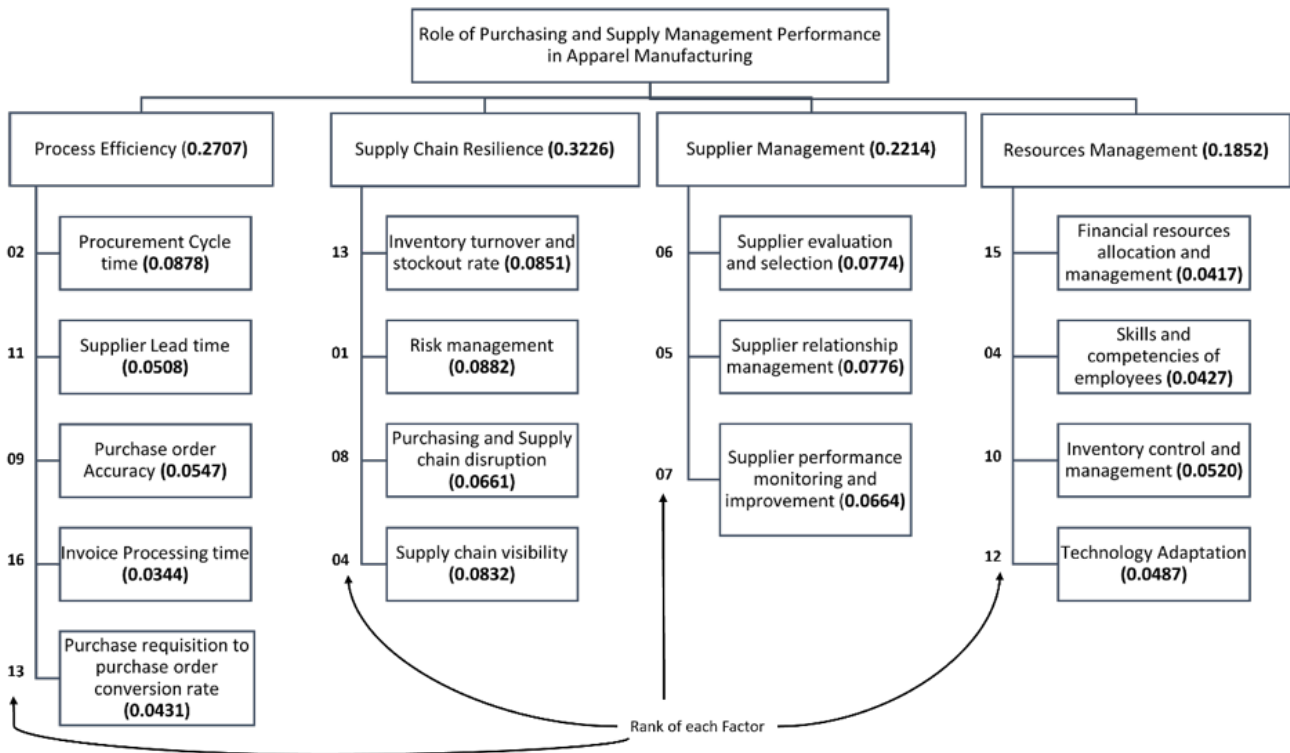 Role of Purchasing and Supply Management Performance
in Apparel Manufacturing
Process Efficiency (0.2707)
Supply Chain Resilience (0.3226)
Supplier Management (0.2214)
Resources Management (0.1852)
02
Procurement Cycle
time (0.0878)
11
Supplier Lead time
(0.0508)
09
Purchase order
Accuracy (0.0547)
16
Invoice Processing time
(0.0344)
13
Purchase requisition to
purchase order
conversion rate
(0.0431)
13
Inventory turnover and
stockout rate (0.0851)
01
Risk management
(0.0882)
08
Purchasing and Supply
chain disruption
(0.0661)
04
Supply chain visibility
(0.0832)
06
Supplier evaluation
and selection (0.0774)
05
Supplier relationship
management (0.0776)
07
Supplier performance
monitoring and
improvement (0.0664)
15
Financial resources
allocation and
management (0.0417)
04
Skills and
competencies of
employees (0.0427)
10
Inventory control and
management (0.0520)
12
Technology Adaptation
(0.0487)
Rank of each Factor